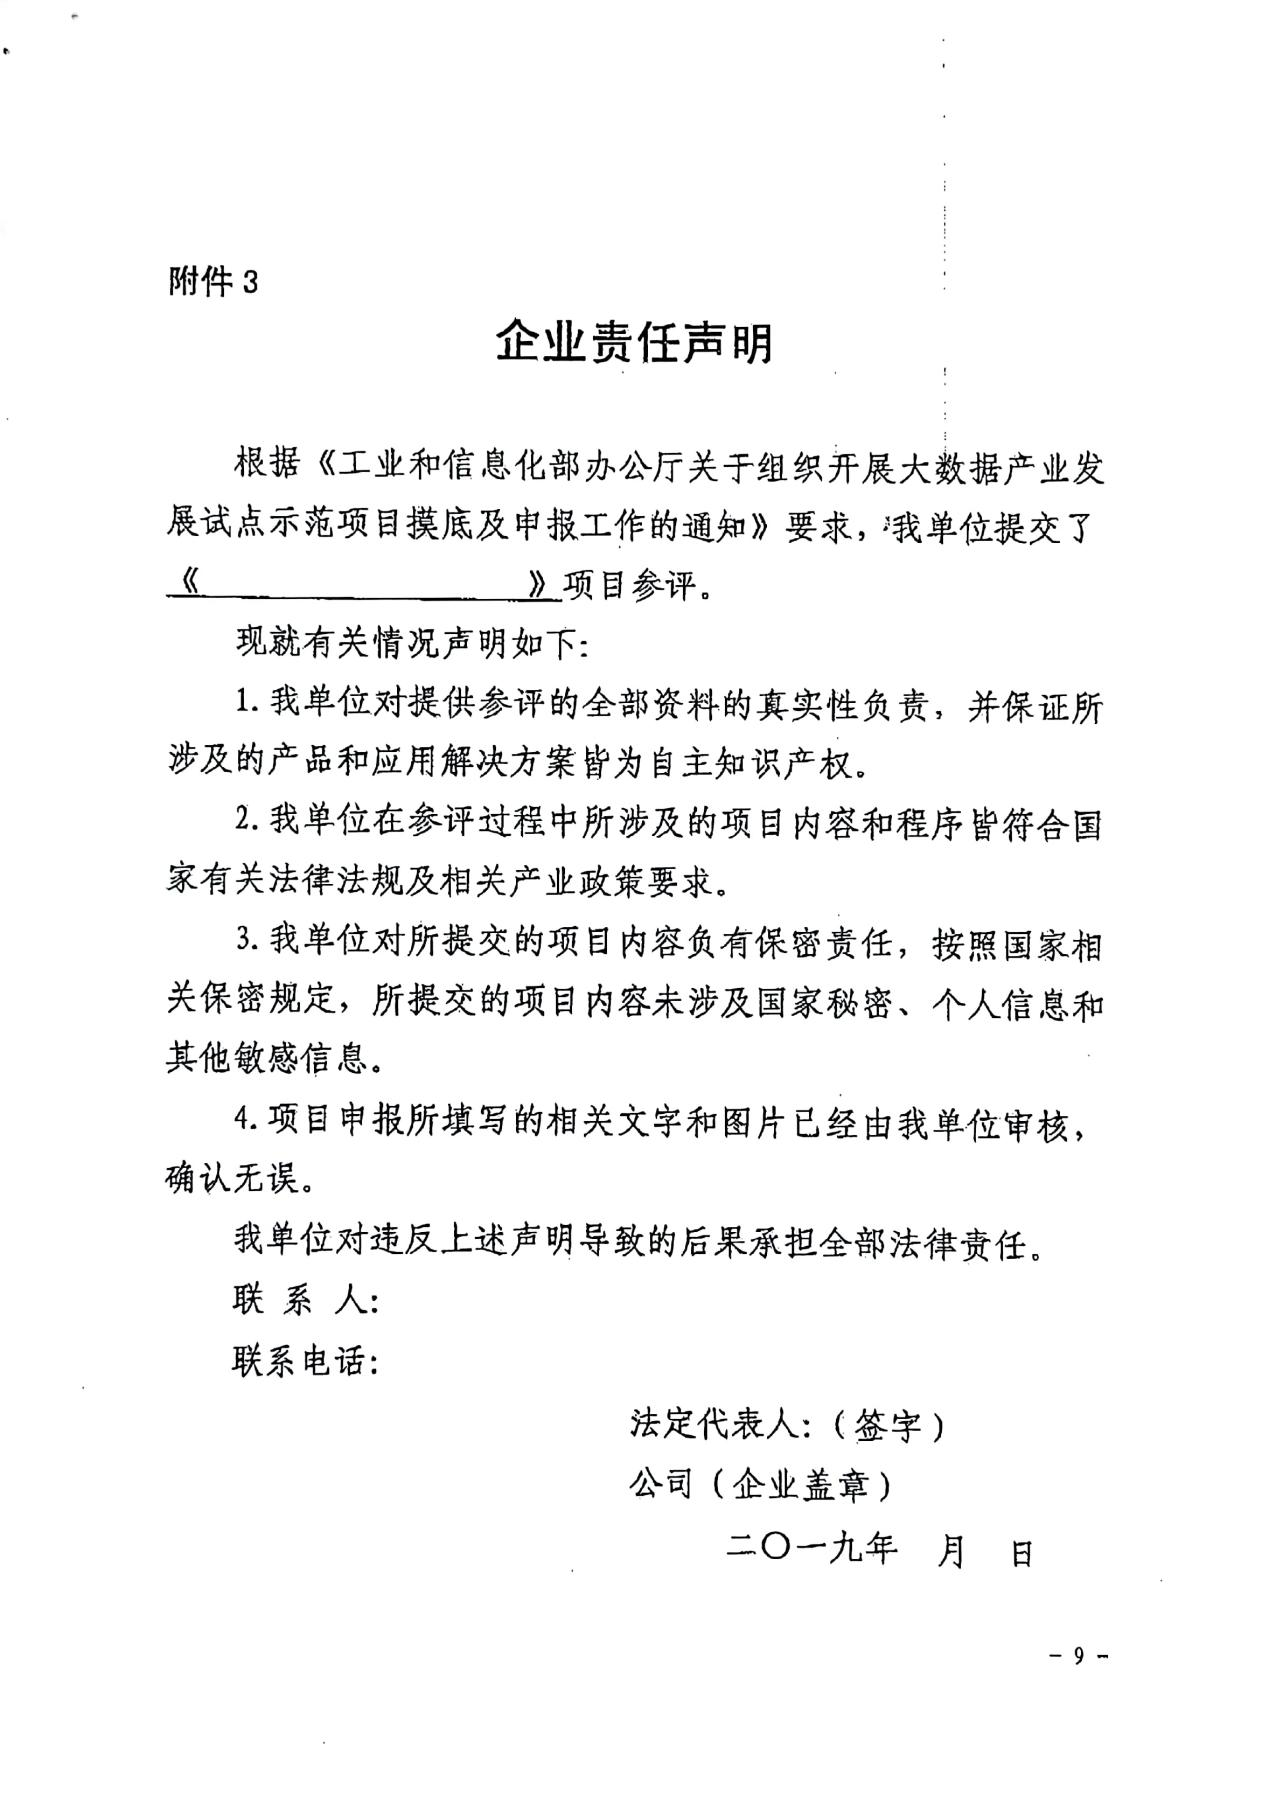 附件3
企业责任声明
根据《工业和信息化部办公厅关于组织开展大数据产业发
展试点示范项目摸底及申报工作的通知》要求，我单位提交了
《 》项目参评。
现就有关情况声明如下:
1.我单位对提供参评的全部资料的真实性负责，并保证所
涉及的产品和应用解决方案皆为自主知识产权。
2.我单位在参评过程中所涉及的项目内容和程序皆符合国
家有关法律法规及相关产业政策要求。
3.我单位对所提交的项目内容负有保密责任，按照国家相
关保密规定，所提交的项目内容未涉及国家秘密、个人信息和
其他敏感信息。
4.项目申报所填写的相关文字和图片已经由我单位审核，
确认无误。
我单位对违反上述声明导致的后果承担全部法律责任。
联 系 人:
联系电话:
法定代表人:（签字）
公司（企业盖章）
二〇一九年 月 日
- 9 -